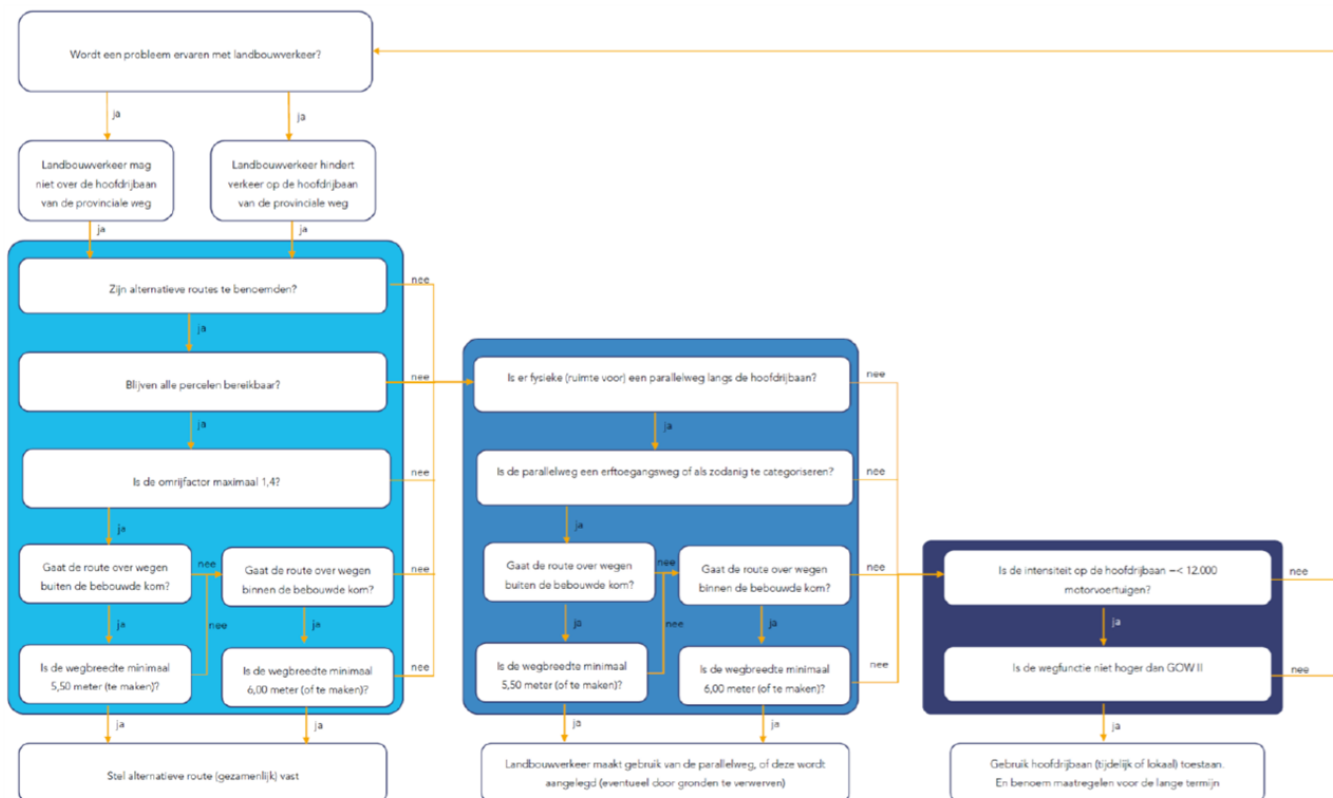 Wordt een probleem ervaren met landbouwverkeer?
ja
ja
Landbouwverkeer mag
niet over de hoofdrijbaan
van de provinciale weg
Landbouwverkeer hindert
verkeer op de hoofdrijbaan
van de provinciale weg
ja
ja
Zijn alternatieve routes te benoemden?
nee
ja
Blijven alle percelen bereikbaar?
nee
ja
Is de omrijfactor maximaal 1,4?
nee
ja
Gaat de route over wegen
buiten de bebouwde kom?
nee
Gaat de route over wegen
binnen de bebouwde kom?
nee
ja
nee
ja
Is de wegbreedte minimaal
5,50 meter (te maken)?
Is de wegbreedte minimaal
6,00 meter (of te maken)?
nee
ja
ja
Stel alternatieve route (gezamenlijk) vast
Is er fysieke (ruimte voor) een parallelweg langs de hoofdrijbaan?
nee
ja
Is de parallelweg een erftoegangsweg of als zodanig te categoriseren?
nee
ja
Gaat de route over wegen
buiten de bebouwde kom?
nee
Gaat de route over wegen
binnen de bebouwde kom?
nee
ja
nee
ja
Is de wegbreedte minimaal
5,50 meter (of te maken)?
Is de wegbreedte minimaal
6,00 meter (of te maken)?
nee
ja
ja
Landbouwverkeer maakt gebruik van de parallelweg, of deze wordt
aangelegd (eventueel door gronden te verwerven)
Is de intensiteit op de hoofdrijbaan –< 12.000
motorvoertuigen?
nee
ja
Is de wegfunctie niet hoger dan GOW II
nee
ja
Gebruik hoofdrijbaan (tijdelijk of lokaal) toestaan.
En benoem maatregelen voor de lange termijn